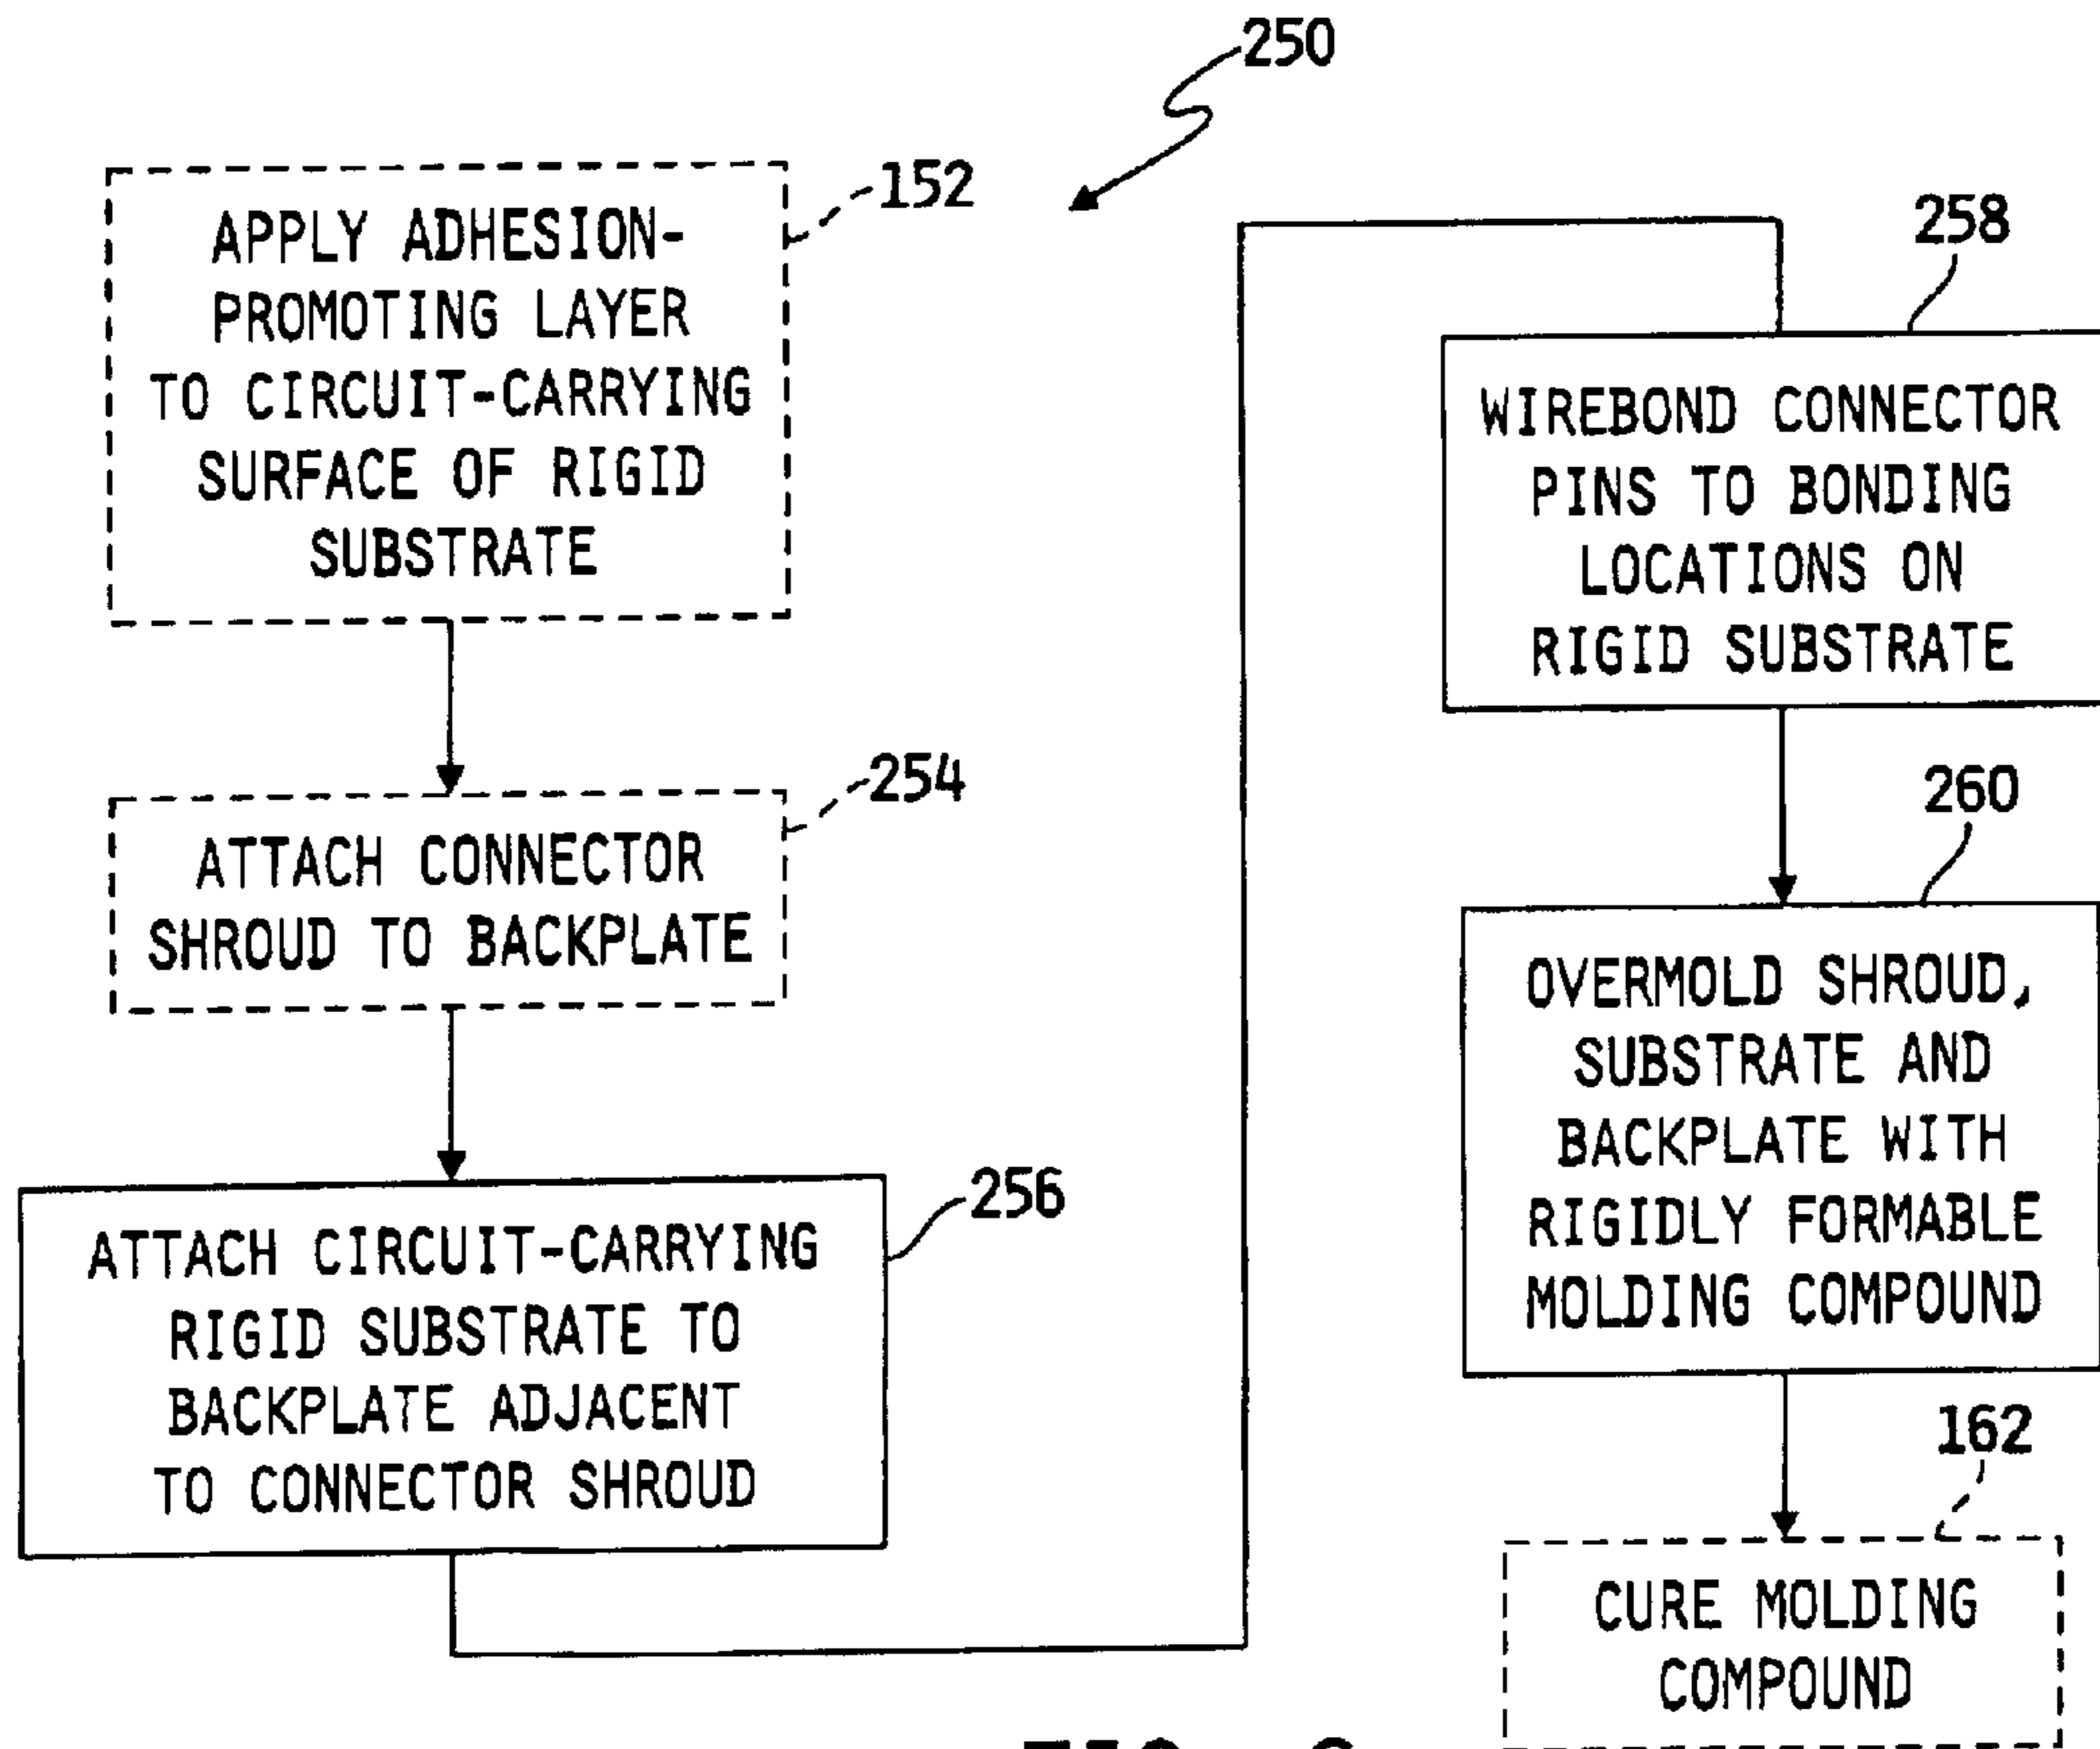 250
152
APPLY ADHESION-
PROMOTING LAYER
TO CIRCUIT-CARRYING
SURFACE OF RIGID
SUBSTRATE
254
ATTACH CONNECTOR
SHROUD TO BACKPLATE
256
ATTACH CIRCUIT-CARRYING
RIGID SUBSTRATE TO
BACKPLATE ADJACENT
TO CONNECTOR SHROUD
258
WIREBOND CONNECTOR
PINS TO BONDING
LOCATIONS ON
RIGID SUBSTRATE
260
OVERMOLD SHROUD,
SUBSTRATE AND
BACKPLATE WITH
RIGIDLY FORMABLE
MOLDING COMPOUND
162
CURE MOLDING
COMPOUND